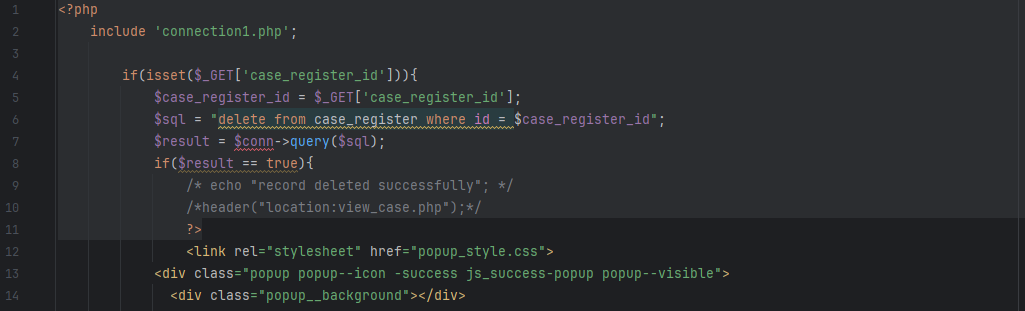 1 <?php
2 include 'connection1.php';
3
4 if(isset($_GET['case_register_id'])){
5 $case_register_id = $_GET['case_register_id'];
6 $sql = "delete from case_register where id = $case_register_id";
7 $result = $conn->query($sql);
8 if($result == true){
9 /* echo "record deleted successfully"; */
10 /*header("location:view_case.php");*/
11 ?>
12 <link rel="stylesheet" href="popup_style.css">
13 <div class="popup popup--icon -success js_success-popup popup--visible">
14 <div class="popup__background"></div>